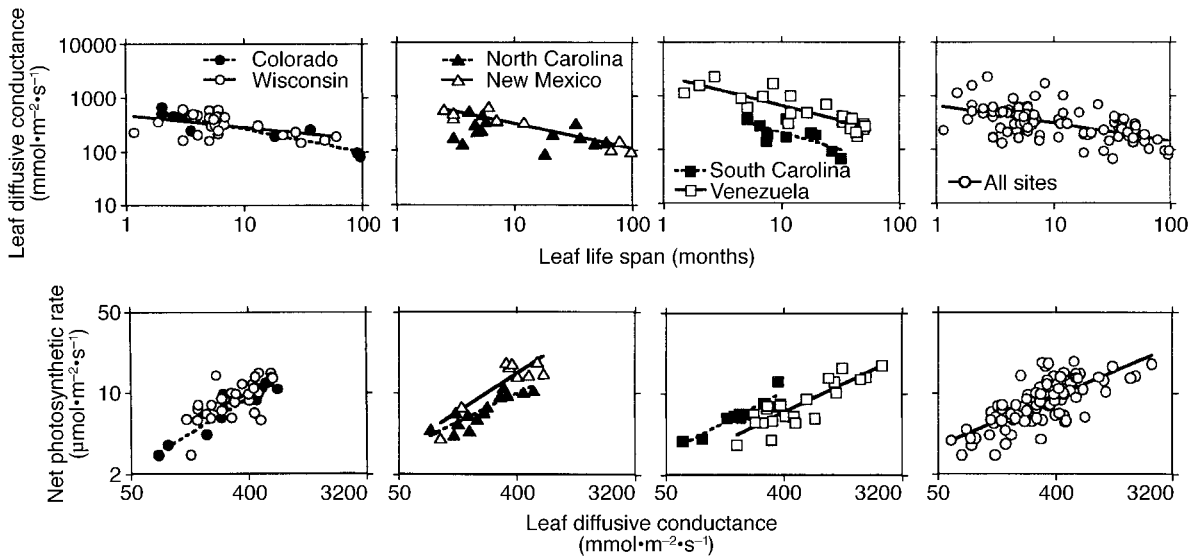 Leaf diffusive conductance
(mmol•m⁻²•s⁻¹)
10000
1000
100
10
Colorado
Wisconsin
North Carolina
New Mexico
South Carolina
Venezuela
All sites
1 10 100
1 10 100
1 10 100
1 10 100
Leaf life span (months)
Net photosynthetic rate
(μmol•m⁻²•s⁻¹)
50
10
2
50 400 3200
50 400 3200
50 400 3200
50 400 3200
Leaf diffusive conductance
(mmol•m⁻²•s⁻¹)